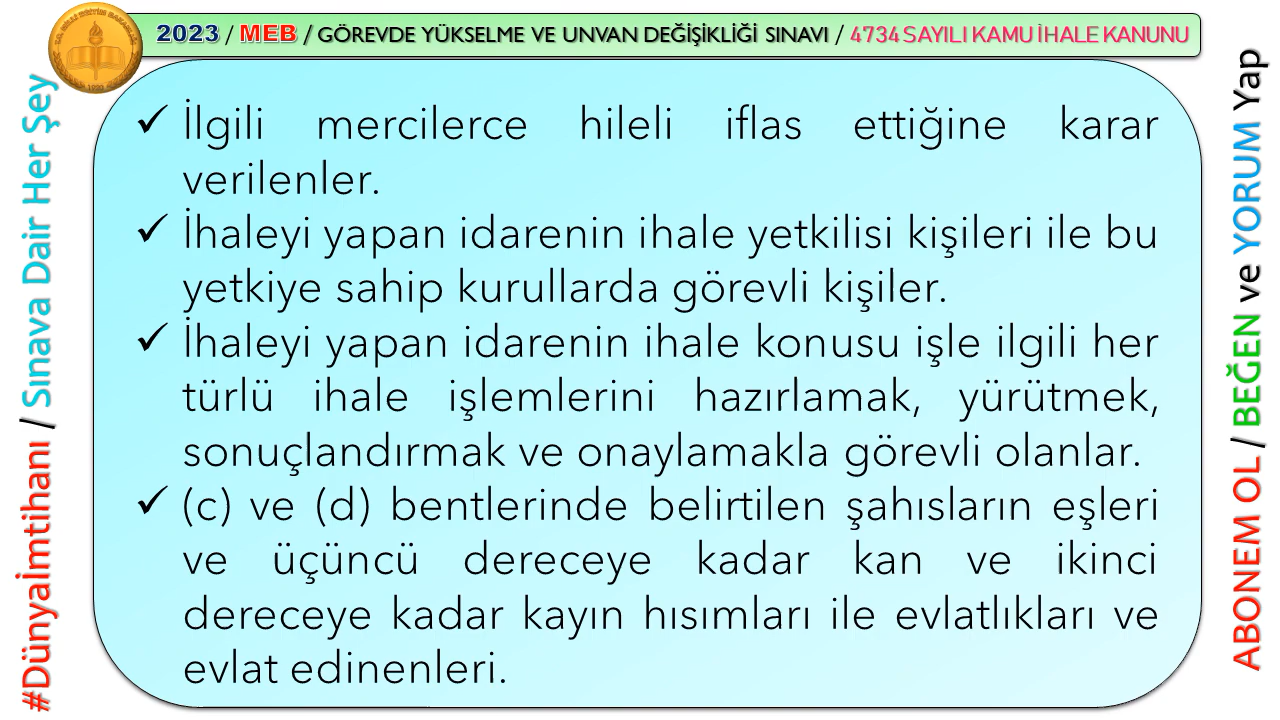 2023 / MEB / GÖREVDE YÜKSELME VE UNVAN DEĞİŞİKLİĞİ SINAVI / 4734 SAYILI KAMU İHALE KANUNU
#Dünyaİmtihanı / Sınava Dair Her Şey
✓ İlgili mercilerce hileli iflas ettiğine karar
verilenler.
✓ İhaleyi yapan idarenin ihale yetkilisi kişileri ile bu
yetkiye sahip kurullarda görevli kişiler.
✓ İhaleyi yapan idarenin ihale konusu işle ilgili her
türlü ihale işlemlerini hazırlamak, yürütmek,
sonuçlandırmak ve onaylamakla görevli olanlar.
✓ (c) ve (d) bentlerinde belirtilen şahısların eşleri
ve üçüncü dereceye kadar kan ve ikinci
dereceye kadar kayın hısımları ile evlatlıkları ve
evlat edinenleri.
ABONEM OL / BEĞEN ve YORUM Yap